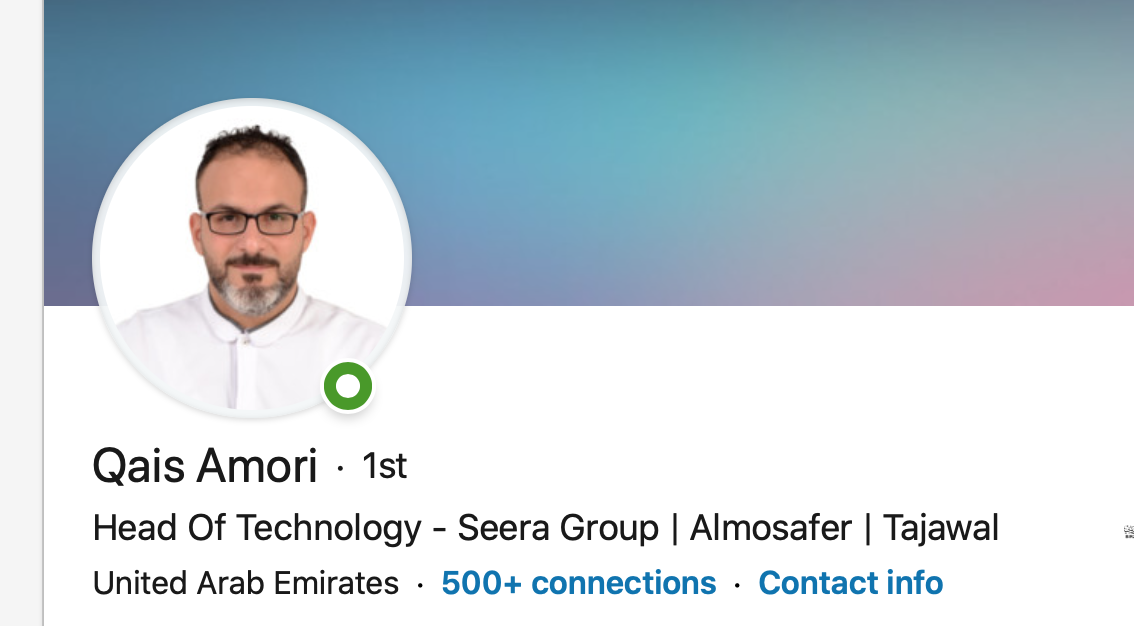 Qais Amori · 1st
Head Of Technology - Seera Group | Almosafer | Tajawal
United Arab Emirates · 500+ connections · Contact info